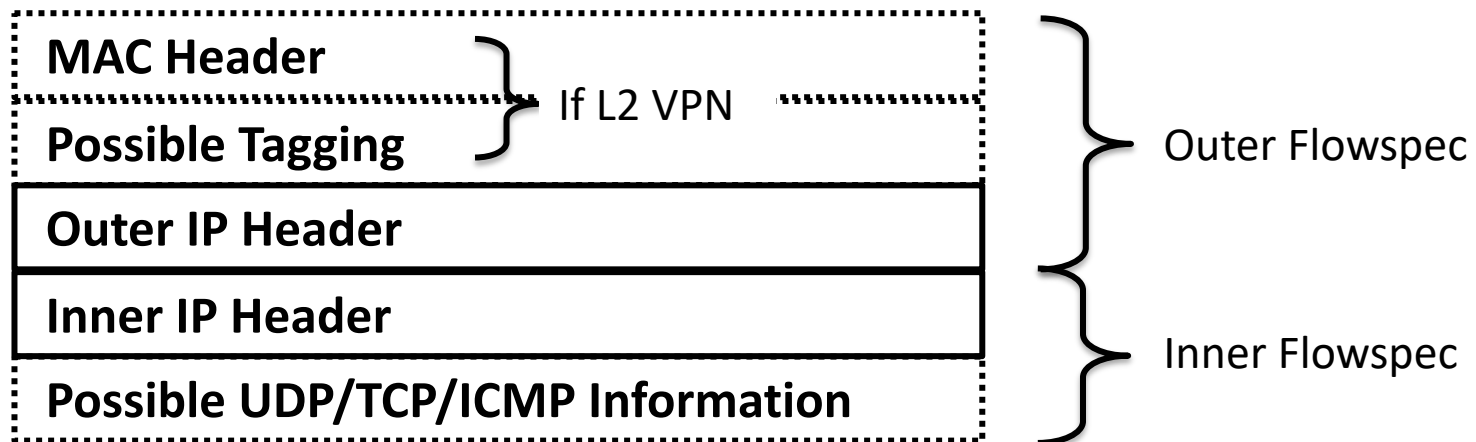 MAC Header
If L2 VPN
Possible Tagging
Outer Flowspec
Outer IP Header
Inner IP Header
Inner Flowspec
Possible UDP/TCP/ICMP Information